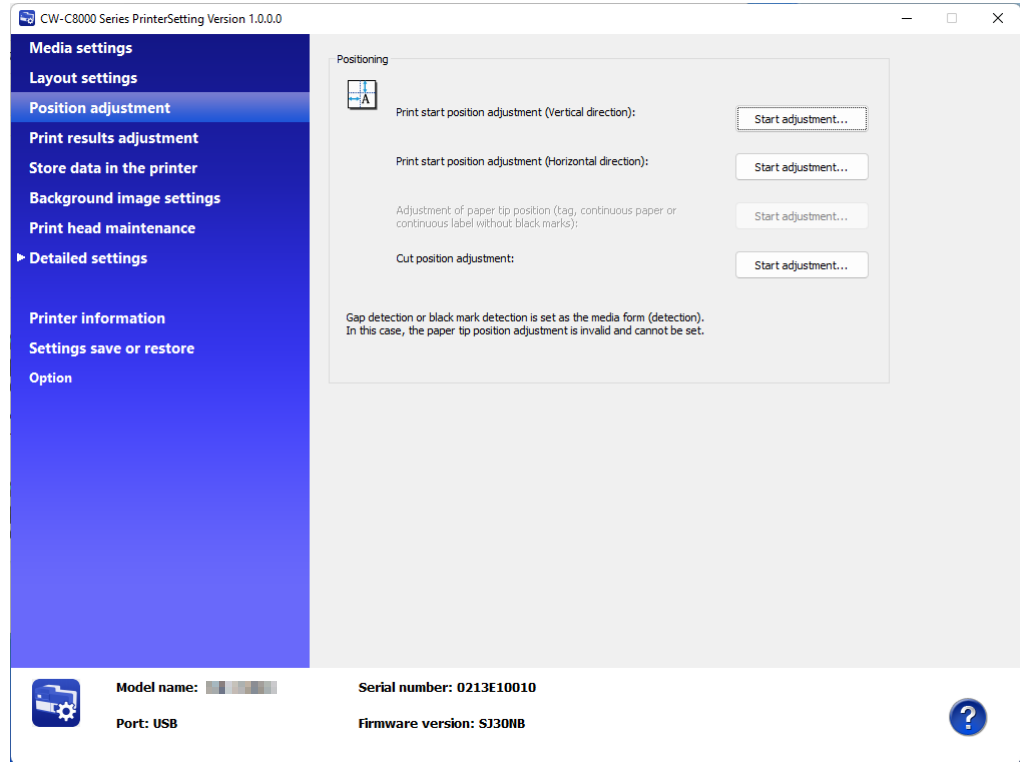 CW-C8000 Series PrinterSetting Version 1.0.0.0
Media settings
Layout settings
Position adjustment
Print results adjustment
Store data in the printer
Background image settings
Print head maintenance
Detailed settings
Printer information
Settings save or restore
Option
Positioning
A
Print start position adjustment (Vertical direction):
Start adjustment...
Print start position adjustment (Horizontal direction):
Start adjustment...
Adjustment of paper tip position (tag, continuous paper or
continuous label without black marks):
Start adjustment...
Cut position adjustment:
Start adjustment...
Gap detection or black mark detection is set as the media form (detection).
In this case, the paper tip position adjustment is invalid and cannot be set.
Model name:
Serial number: 0213E10010
Port: USB
Firmware version: SJ30NB
?